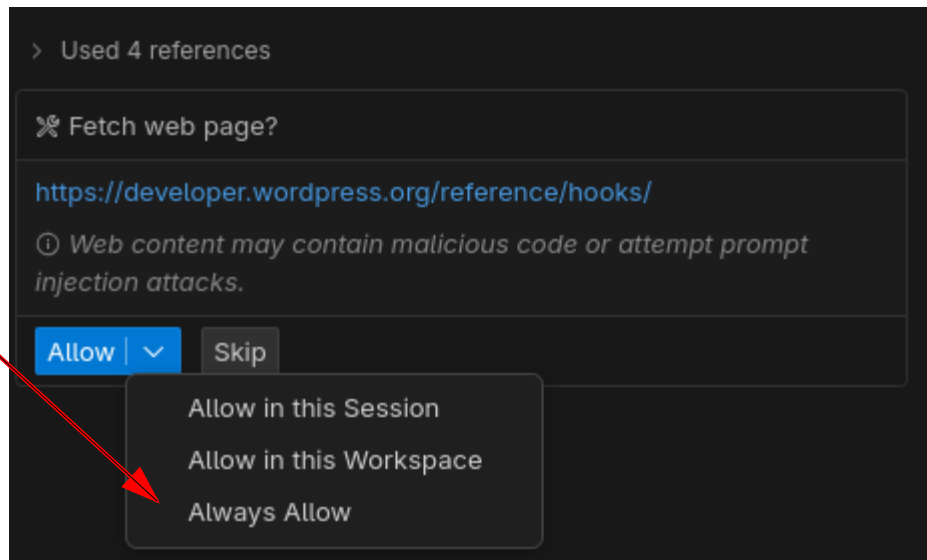 Used 4 references
Fetch web page?
https://developer.wordpress.org/reference/hooks/
Web content may contain malicious code or attempt prompt
injection attacks.
Allow
Skip
Allow in this Session
Allow in this Workspace
Always Allow